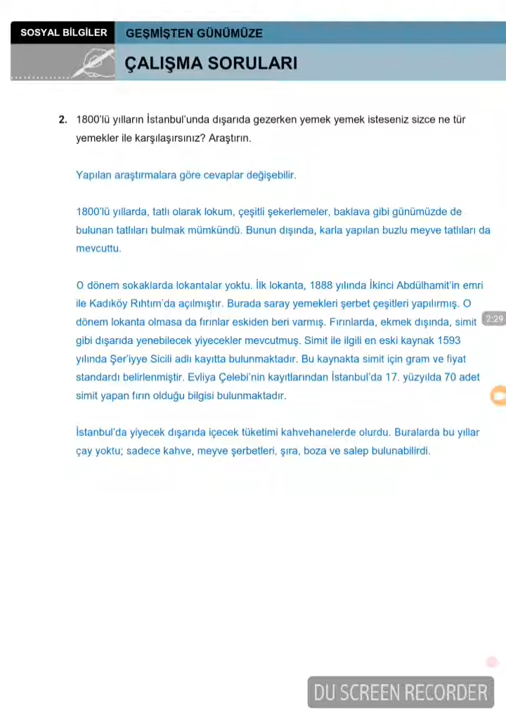 SOSYAL BİLGİLER
GEŞMİŞTEN GÜNÜMÜZE
ÇALIŞMA SORULARI
2. 1800'lü yılların İstanbul'unda dışarıda gezerken yemek yemek isteseniz sizce ne tür
yemekler ile karşılaşırsınız? Araştırın.
Yapılan araştırmalara göre cevaplar değişebilir.
1800'lü yıllarda, tatlı olarak lokum, çeşitli şekerlemeler, baklava gibi günümüzde de
bulunan tatlıları bulmak mümkündü. Bunun dışında, karla yapılan buzlu meyve tatlıları da
mevcuttu.
O dönem sokaklarda lokantalar yoktu. İlk lokanta, 1888 yılında İkinci Abdülhamit'in emri
ile Kadıköy Rıhtım'da açılmıştır. Burada saray yemekleri şerbet çeşitleri yapılırmış. O
dönem lokanta olmasa da fırınlar eskiden beri varmış. Fırınlarda, ekmek dışında, simit
2:29
gibi dışarıda yenebilecek yiyecekler mevcutmuş. Simit ile ilgili en eski kaynak 1593
yılında Şer'iyye Sicili adlı kayıtta bulunmaktadır. Bu kaynakta simit için gram ve fiyat
standardı belirlenmiştir. Evliya Çelebi'nin kayıtlarından İstanbul'da 17. yüzyılda 70 adet
simit yapan fırın olduğu bilgisi bulunmaktadır.
İstanbul'da yiyecek dışarıda içecek tüketimi kahvehanelerde olurdu. Buralarda bu yıllar
çay yoktu; sadece kahve, meyve şerbetleri, şıra, boza ve salep bulunabilirdi.
DU SCREEN RECORDER